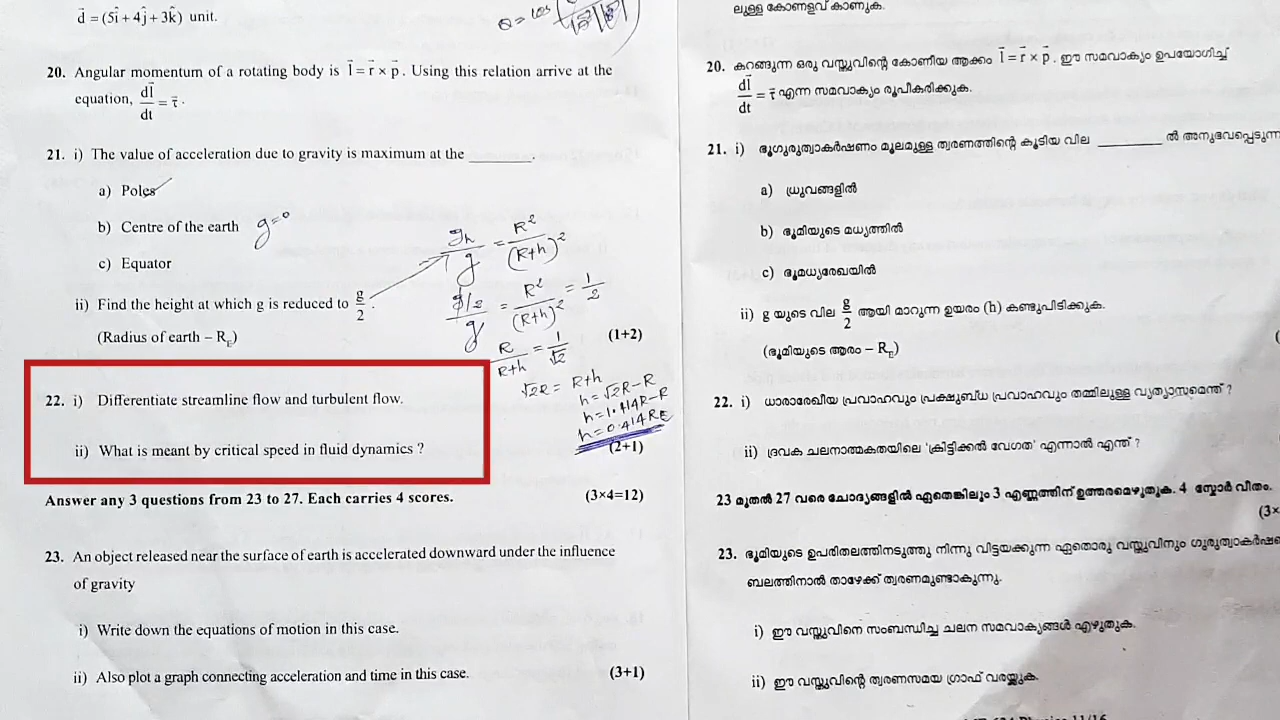 d⃗ = (5î + 4ĵ + 3k̂) unit.
20. Angular momentum of a rotating body is l⃗ = r⃗ × p⃗. Using this relation arrive at the
equation, dl⃗/dt = τ⃗.
21. i) The value of acceleration due to gravity is maximum at the ________.
a) Poles
b) Centre of the earth g=0
c) Equator
gh/g = R²/(R+h)²
ii) Find the height at which g is reduced to g/2.
g/2/g = R²/(R+h)² = 1/2
(Radius of earth – R_E) (1+2)
R/R+h = 1/√2
√2R = R+h
h = √2R–R
h = 1.414R–R
h = 0.414RE
22. i) Differentiate streamline flow and turbulent flow.
ii) What is meant by critical speed in fluid dynamics ? (2+1)
Answer any 3 questions from 23 to 27. Each carries 4 scores. (3×4=12)
23. An object released near the surface of earth is accelerated downward under the influence
of gravity
i) Write down the equations of motion in this case.
ii) Also plot a graph connecting acceleration and time in this case. (3+1)
ലുള്ള കോണളവ് കാണുക.
20. കറങ്ങുന്ന ഒരു വസ്തുവിന്റെ കോണീയ ആക്കം l⃗ = r⃗ × p⃗. ഈ സമവാക്യം ഉപയോഗിച്ച്
dl⃗/dt = τ⃗ എന്ന സമവാക്യം രൂപീകരിക്കുക.
21. i) ഭൂഗുരുത്വാകർഷണം മൂലമുള്ള ത്വരണത്തിന്റെ കൂടിയ വില ________ ൽ
a) ധ്രുവങ്ങളിൽ
b) ഭൂമിയുടെ മധ്യത്തിൽ
c) ഭൂമധ്യരേഖയിൽ
ii) g യുടെ വില g/2 ആയി മാറുന്ന ഉയരം (h) കണ്ടുപിടിക്കുക.
(ഭൂമിയുടെ ആരം – R_E)
22. i) ധാരാരേഖീയ പ്രവാഹവും പ്രക്ഷുബ്ധ പ്രവാഹവും തമ്മിലുള്ള വ്യത്യാസമെന്ത് ?
ii) ദ്രവക ചലനാത്മകതയിലെ 'ക്രിട്ടിക്കൽ വേഗത' എന്നാൽ എന്ത് ?
23 മുതൽ 27 വരെ ചോദ്യങ്ങളിൽ ഏതെങ്കിലും 3 എണ്ണത്തിന് ഉത്തരമെഴുതുക. 4 സ്കോർ വീതം.
(3×
23. ഭൂമിയുടെ ഉപരിതലത്തിനടുത്തു നിന്നു വിട്ടയക്കുന്ന ഏതൊരു വസ്തുവിനും ഗുരുത്വാകർഷണ
ബലത്തിനാൽ താഴേക്ക് ത്വരണമുണ്ടാകുന്നു.
i) ഈ വസ്തുവിനെ സംബന്ധിച്ച ചലന സമവാക്യങ്ങൾ എഴുതുക.
ii) ഈ വസ്തുവിന്റെ ത്വരണസമയ ഗ്രാഫ് വരയ്ക്കുക.